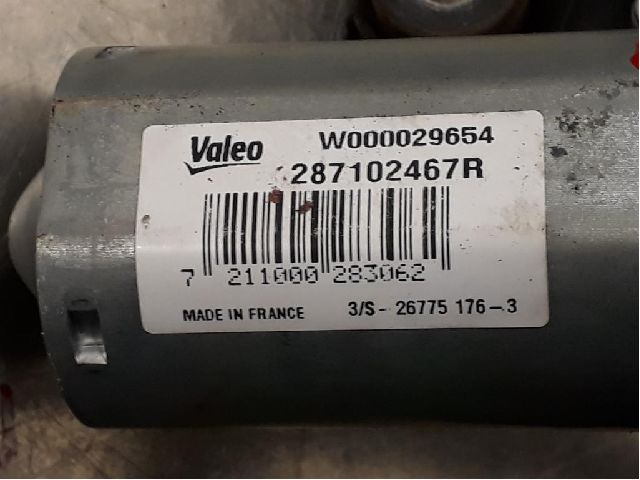 Valeo W000029654
287102467R
7 211000 283062
MADE IN FRANCE 3/S- 26775 176-3